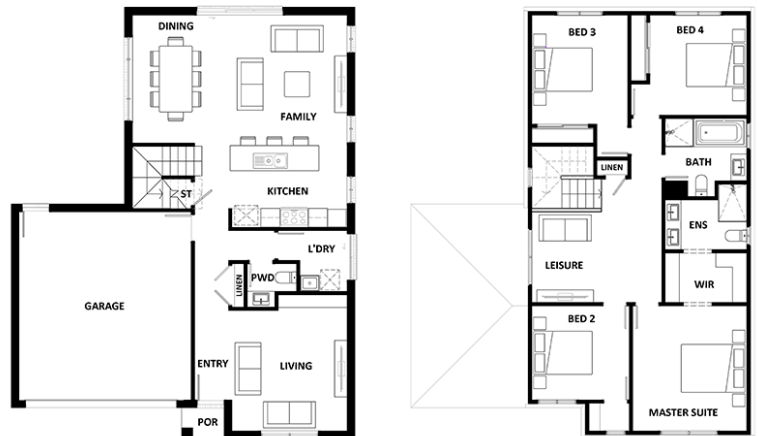 DINING
FAMILY
KITCHEN
ST
L'DRY
PWD
LINEN
GARAGE
ENTRY
LIVING
POR
BED 3
BED 4
BATH
LINEN
ENS
LEISURE
WIR
BED 2
MASTER SUITE